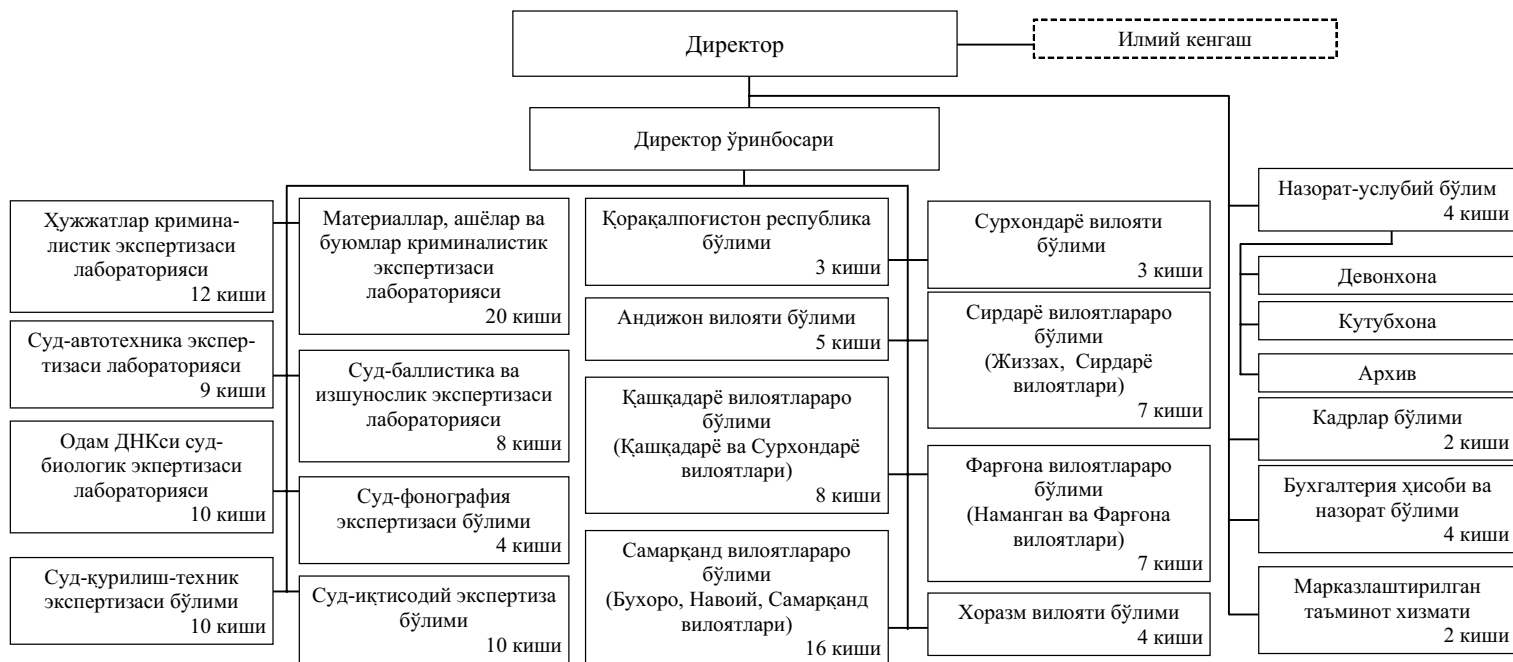 Директор
Илмий кенгаш
Директор ўринбосари
Ҳужжатлар кримина-
листик экспертизаси
лабораторияси
12 киши
Суд-автотехника экспер-
тизаси лабораторияси
9 киши
Одам ДНКси суд-
биологик экпертизаси
лабораторияси
10 киши
Суд-қурилиш-техник
экспертизаси бўлими
10 киши
Материаллар, ашёлар ва
буюмлар криминалистик
экспертизаси
лабораторияси
20 киши
Суд-баллистика ва
изшунослик экспертизаси
лабораторияси
8 киши
Суд-фонография
экспертизаси бўлими
4 киши
Суд-иқтисодий экспертиза
бўлими
10 киши
Қорақалпоғистон республика
бўлими
3 киши
Андижон вилояти бўлими
5 киши
Қашқадарё вилоятлараро
бўлими
(Қашқадарё ва Сурхондарё
вилоятлари)
8 киши
Самарқанд вилоятлараро
бўлими
(Бухоро, Навоий, Самарқанд
вилоятлари)
16 киши
Сурхондарё вилояти
бўлими
3 киши
Сирдарё вилоятлараро
бўлими
(Жиззах, Сирдарё
вилоятлари)
7 киши
Фарғона вилоятлараро
бўлими
(Наманган ва Фарғона
вилоятлари)
7 киши
Хоразм вилояти бўлими
4 киши
Назорат-услубий бўлим
4 киши
Девонхона
Кутубхона
Архив
Кадрлар бўлими
2 киши
Бухгалтерия ҳисоби ва
назорат бўлими
4 киши
Марказлаштирилган
таъминот хизмати
2 киши